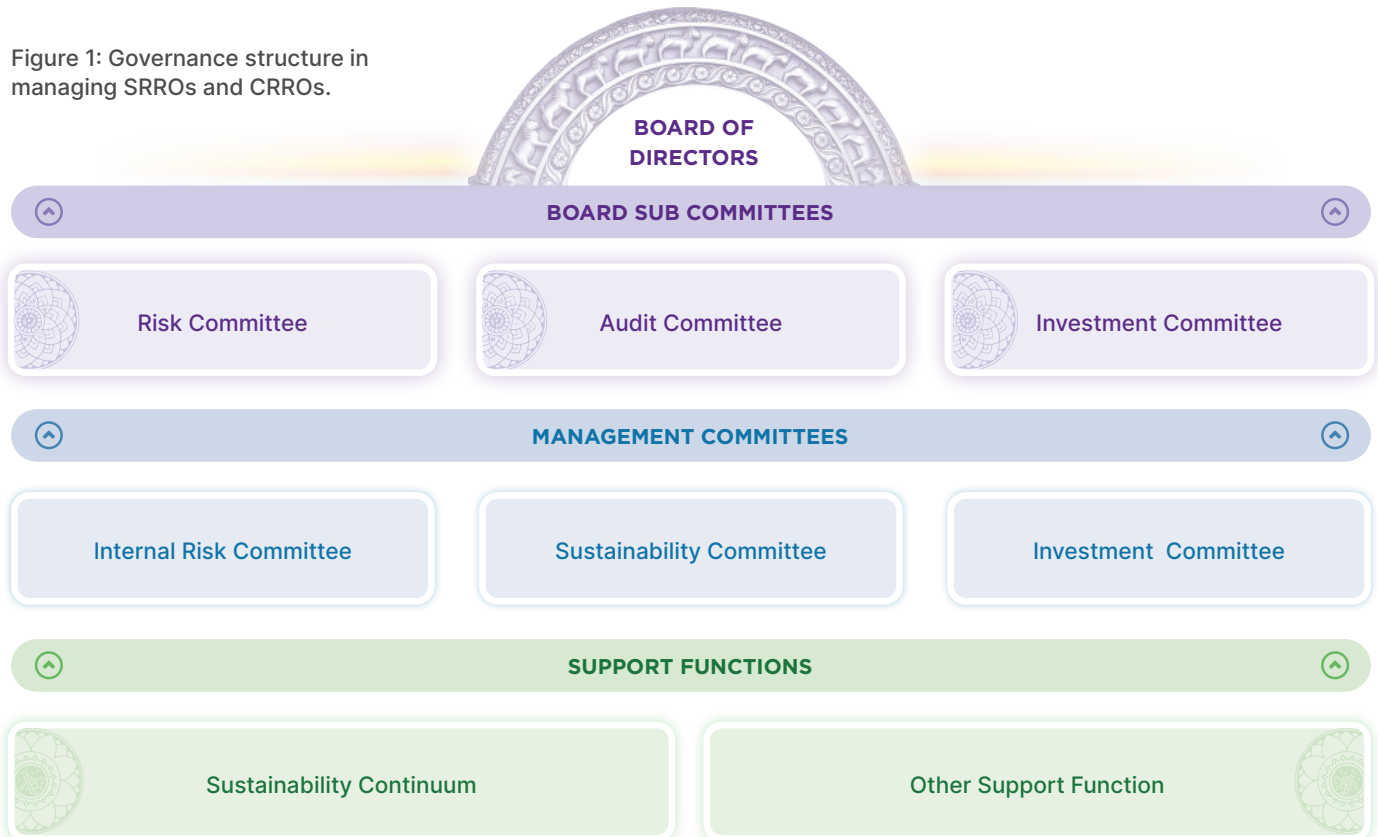 Figure 1: Governance structure in
managing SRROs and CRROs.
BOARD OF
DIRECTORS
BOARD SUB COMMITTEES
Risk Committee
Audit Committee
Investment Committee
MANAGEMENT COMMITTEES
Internal Risk Committee
Sustainability Committee
Investment Committee
SUPPORT FUNCTIONS
Sustainability Continuum
Other Support Function